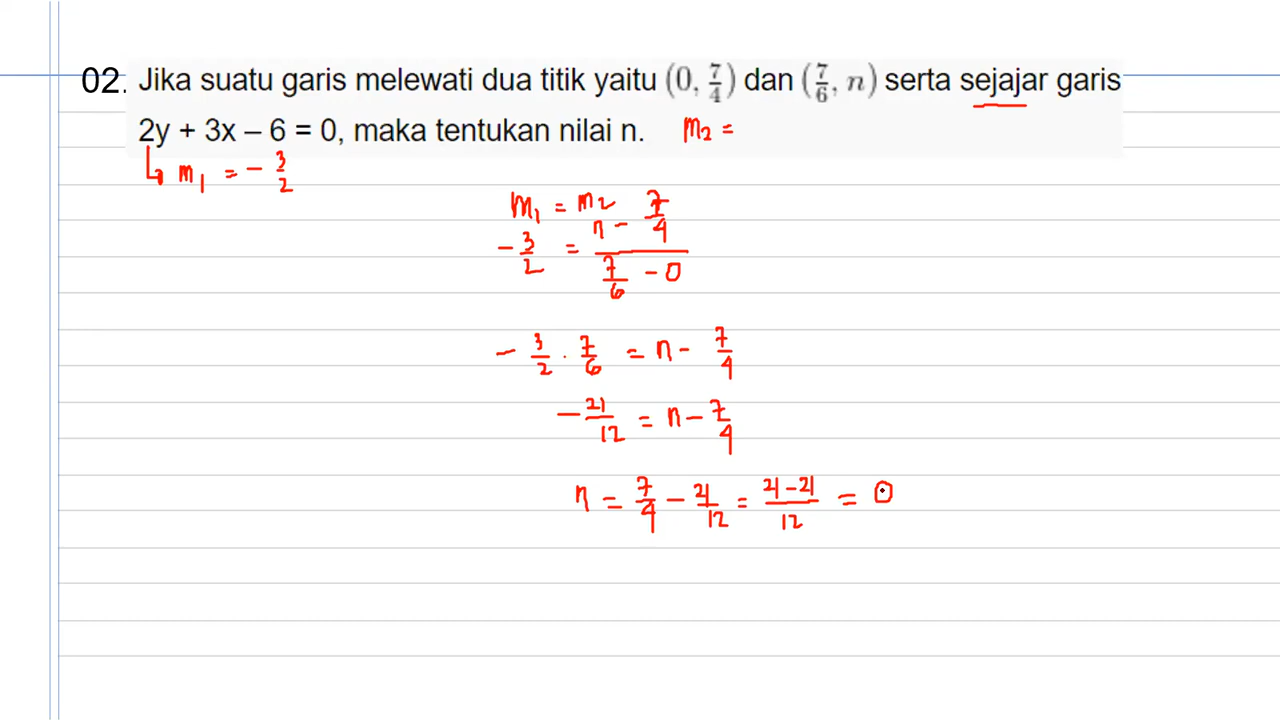 02. Jika suatu garis melewati dua titik yaitu (0, 7/4) dan (7/6, n) serta sejajar garis
2y + 3x – 6 = 0, maka tentukan nilai n. m₂ =
↳ m₁ = - 3/2
m₁ = m₂
- 3/2 = (n - 7/4)/(7/6 - 0)
- 3/2 . 7/6 = n - 7/4
- 21/12 = n - 7/4
n = 7/4 - 21/12 = (21 - 21)/12 = 0